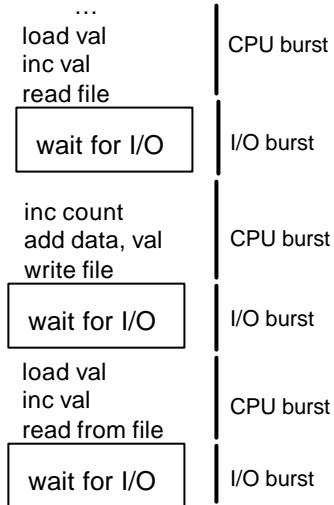 ...
load val
CPU burst
inc val
read file
wait for I/O
I/O burst
inc count
add data, val
CPU burst
write file
wait for I/O
I/O burst
load val
inc val
CPU burst
read from file
wait for I/O
I/O burst